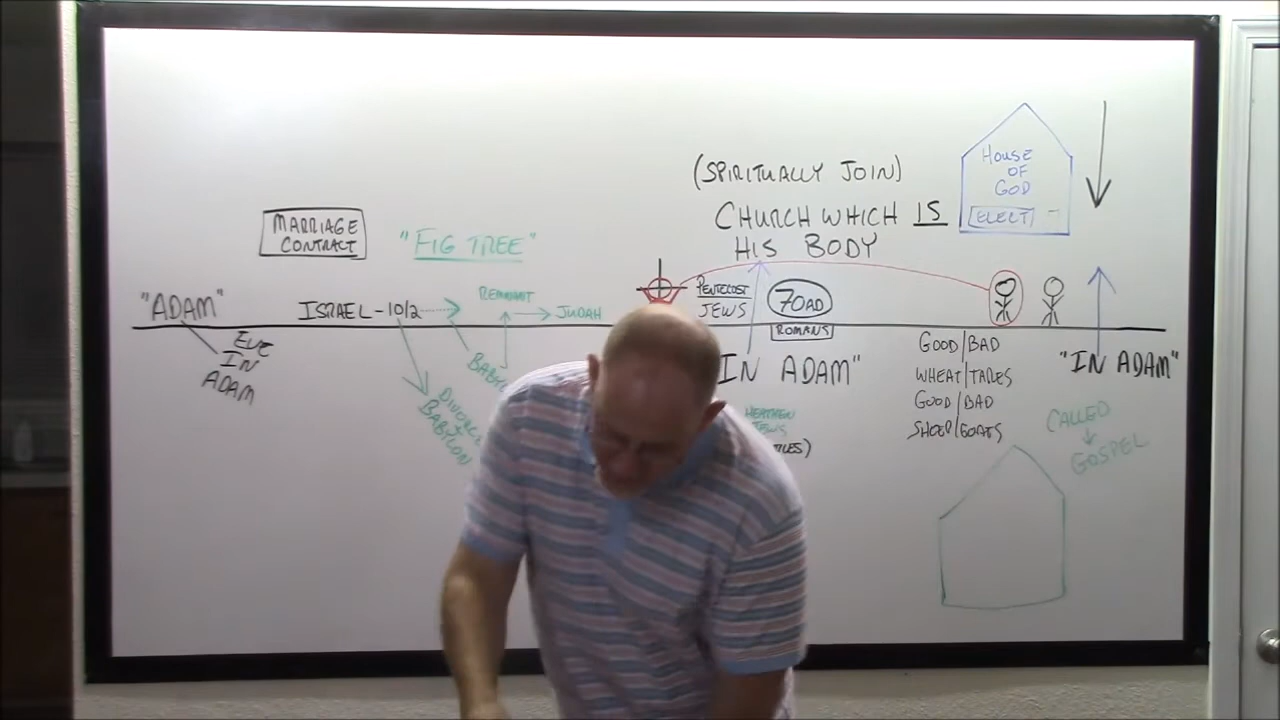 (SPIRITUALLY JOIN)
CHURCH WHICH IS
HIS BODY
House
OF
GOD
ELECT
MARRIAGE
CONTRACT
"FIG TREE"
"ADAM"
EVE
IN
ADAM
ISRAEL - 10/2
REMNANT
JUDAH
DIVORCE
BABYLON
PENTECOST
JEWS
70AD
ROMANS
IN ADAM"
HEATHEN
JEWS
GOOD/BAD
WHEAT/TARES
GOOD/BAD
SHEEP/GOATS
"IN ADAM"
CALLED
GOSPEL